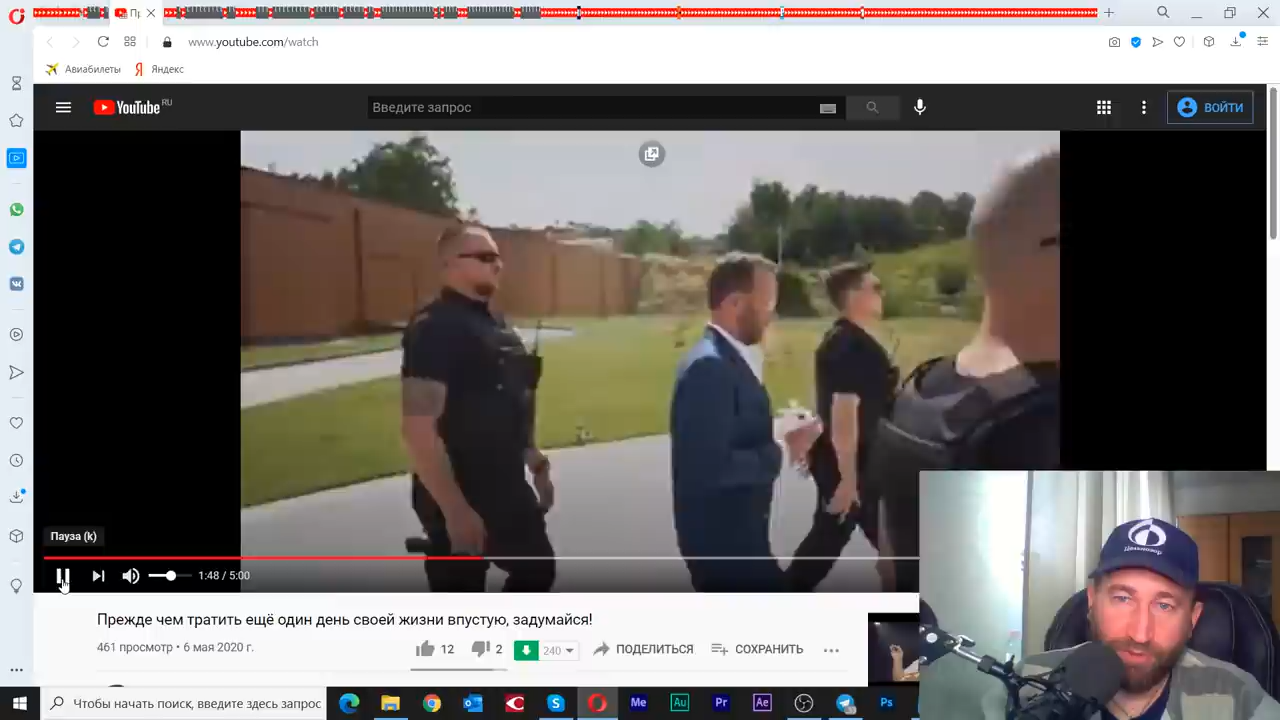 Пр
www.youtube.com/watch
Авиабилеты
Яндекс
YouTube RU
Введите запрос
ВОЙТИ
Пауза (k)
1:48 / 5:00
Прежде чем тратить ещё один день своей жизни впустую, задумайся!
461 просмотр • 6 мая 2020 г.
12
2
240
ПОДЕЛИТЬСЯ
СОХРАНИТЬ
Чтобы начать поиск, введите здесь запрос
Me
Au
Pr
Ae
Ps